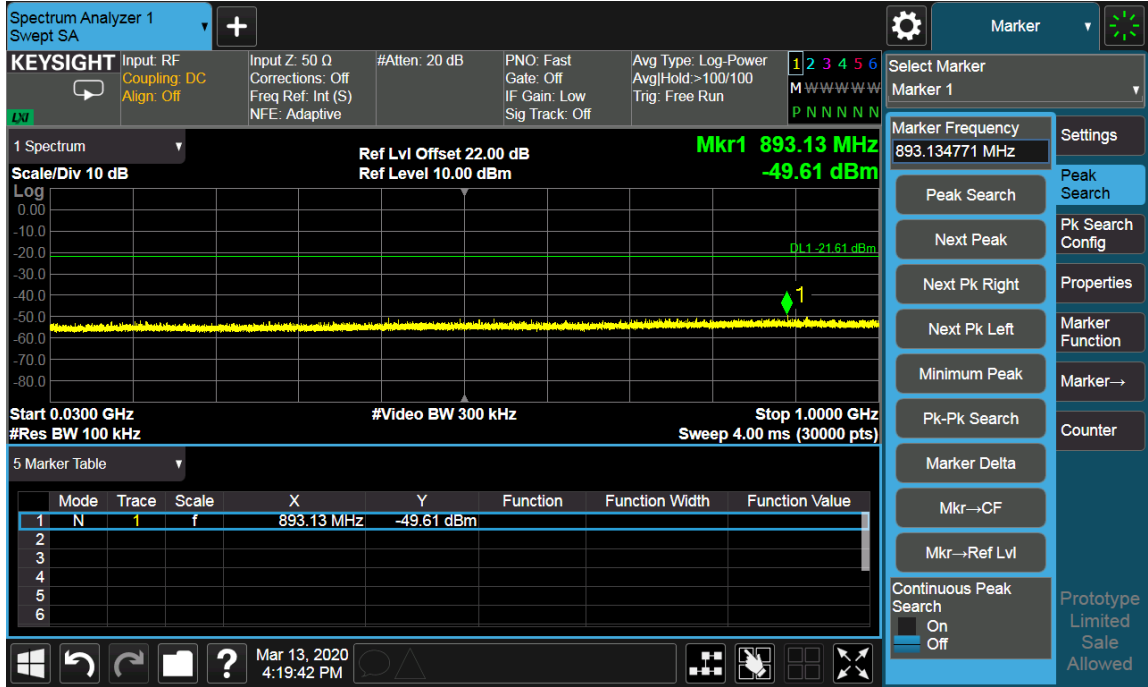 Spectrum Analyzer 1
Swept SA
Marker
KEYSIGHT
LXI
Input: RF
Coupling: DC
Align: Off
Input Z: 50 Ω
Corrections: Off
Freq Ref: Int (S)
NFE: Adaptive
#Atten: 20 dB
PNO: Fast
Gate: Off
IF Gain: Low
Sig Track: Off
Avg Type: Log-Power
Avg|Hold:>100/100
Trig: Free Run
1 2 3 4 5 6
M W W W W W
P N N N N N
Select Marker
Marker 1
1 Spectrum
Scale/Div 10 dB
Ref Lvl Offset 22.00 dB
Ref Level 10.00 dBm
Mkr1 893.13 MHz
-49.61 dBm
Log
0.00
-10.0
-20.0
-30.0
-40.0
-50.0
-60.0
-70.0
-80.0
DL1 -21.61 dBm
1
Start 0.0300 GHz
#Res BW 100 kHz
#Video BW 300 kHz
Stop 1.0000 GHz
Sweep 4.00 ms (30000 pts)
5 Marker Table
Mode Trace Scale X Y Function Function Width Function Value
1 N 1 f 893.13 MHz -49.61 dBm
2
3
4
5
6
Marker Frequency
893.134771 MHz
Peak Search
Next Peak
Next Pk Right
Next Pk Left
Minimum Peak
Pk-Pk Search
Marker Delta
Mkr→CF
Mkr→Ref Lvl
Continuous Peak
Search
On
Off
Settings
Peak
Search
Pk Search
Config
Properties
Marker
Function
Marker→
Counter
Prototype
Limited
Sale
Allowed
?
Mar 13, 2020
4:19:42 PM